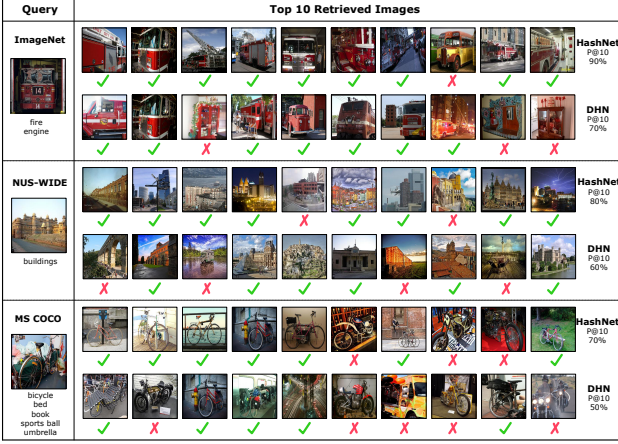 Query
Top 10 Retrieved Images
ImageNet
14
fire
engine
HashNet
P@10
90%
DHN
P@10
70%
NUS-WIDE
buildings
HashNet
P@10
80%
DHN
P@10
60%
MS COCO
bicycle
bed
book
sports ball
umbrella
HashNet
P@10
70%
DHN
P@10
50%